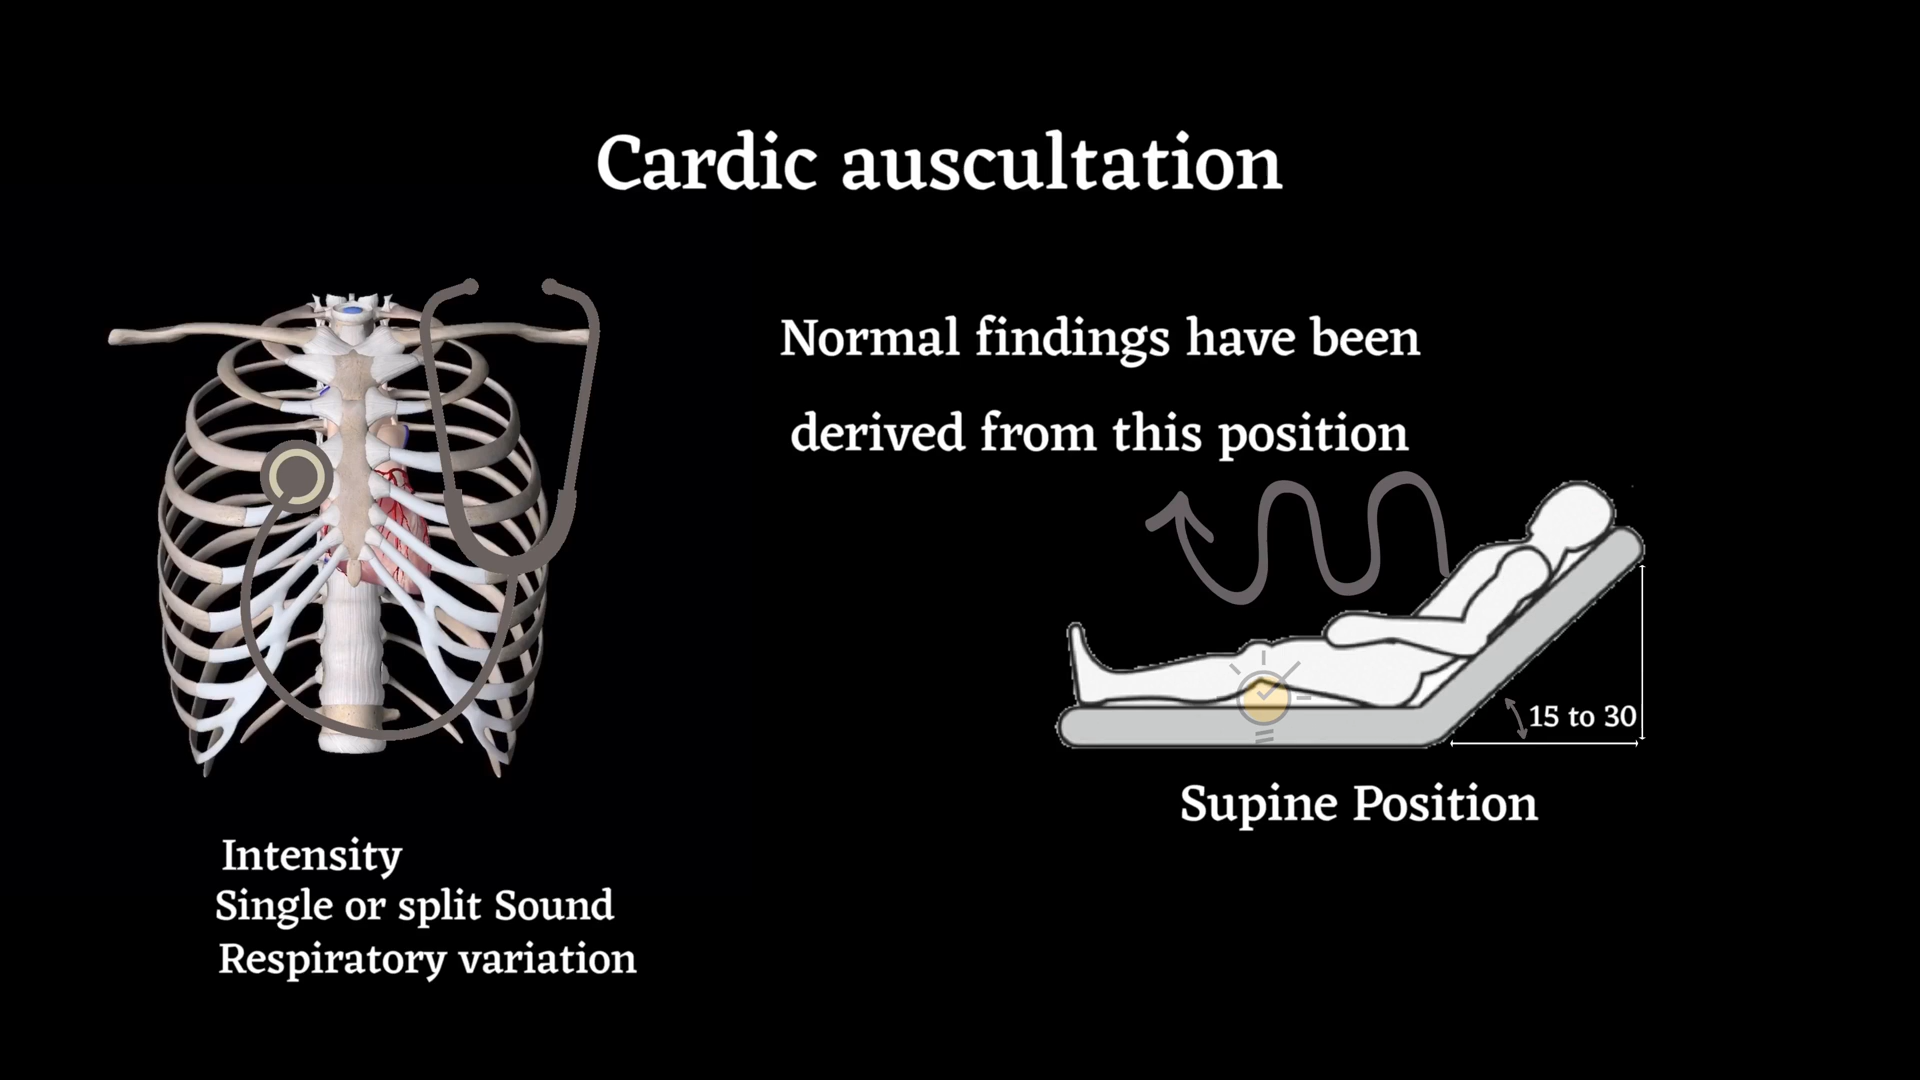 Cardic auscultation
Normal findings have been
derived from this position
15 to 30
Supine Position
Intensity
Single or split Sound
Respiratory variation